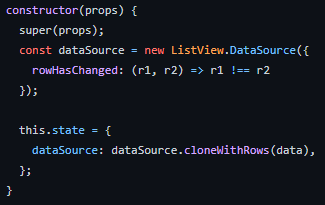 constructor(props) {
  super(props);
  const dataSource = new ListView.DataSource({
    rowHasChanged: (r1, r2) => r1 !== r2
  });

  this.state = {
    dataSource: dataSource.cloneWithRows(data),
  };
}